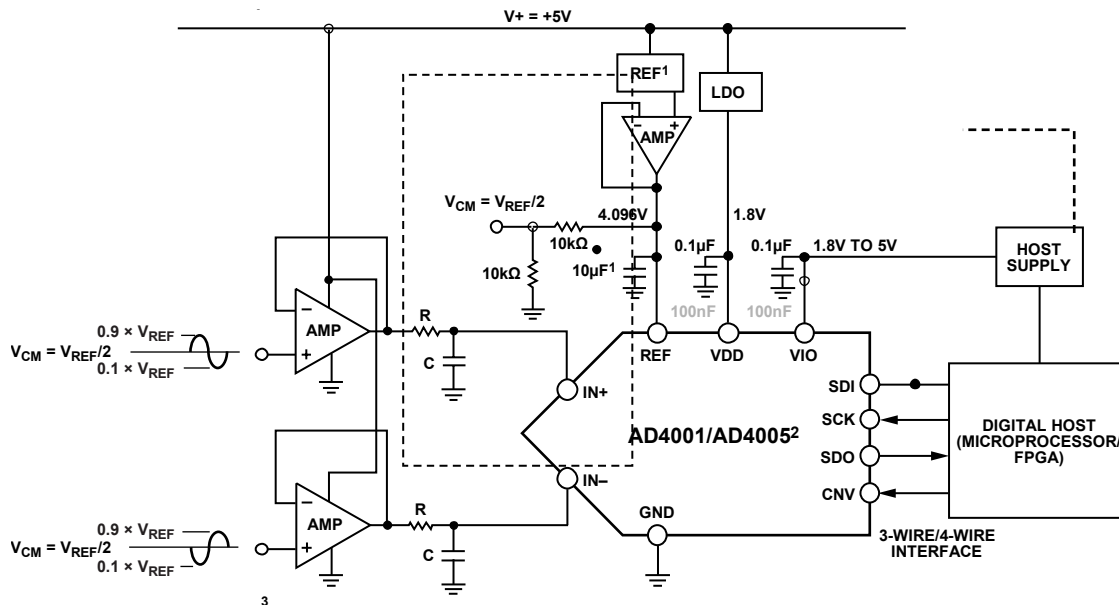 V+ = +5V
REF1
LDO
AMP
VCM = VREF/2
4.096V
1.8V
10kΩ
10kΩ
10µF1
0.1µF
0.1µF
1.8V TO 5V
HOST
SUPPLY
100nF
100nF
0.9 × VREF
VCM = VREF/2
0.1 × VREF
AMP
R
C
REF
VDD
VIO
IN+
SDI
SCK
SDO
CNV
AD4001/AD40052
DIGITAL HOST
(MICROPROCESSOR/
FPGA)
IN–
GND
3-WIRE/4-WIRE
INTERFACE
0.9 × VREF
VCM = VREF/2
0.1 × VREF
AMP
R
C
3